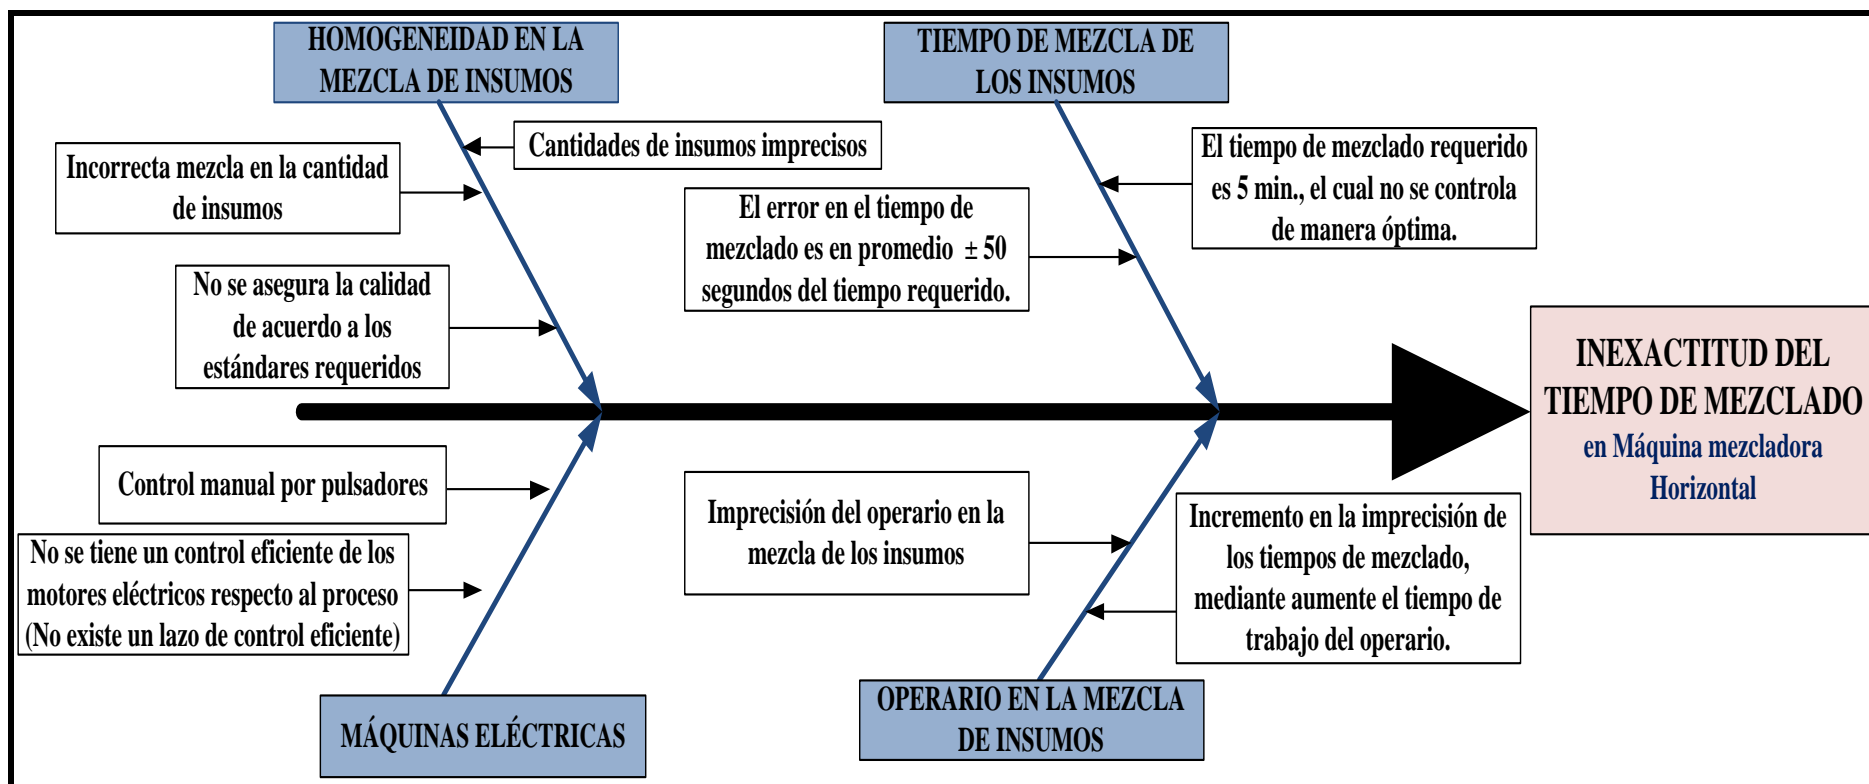 HOMOGENEIDAD EN LA
MEZCLA DE INSUMOS
TIEMPO DE MEZCLA DE
LOS INSUMOS
Cantidades de insumos imprecisos
Incorrecta mezcla en la cantidad
de insumos
No se asegura la calidad
de acuerdo a los
estándares requeridos
El tiempo de mezclado requerido
es 5 min., el cual no se controla
de manera óptima.
El error en el tiempo de
mezclado es en promedio ± 50
segundos del tiempo requerido.
INEXACTITUD DEL
TIEMPO DE MEZCLADO
en Máquina mezcladora
Horizontal
Control manual por pulsadores
No se tiene un control eficiente de los
motores eléctricos respecto al proceso
(No existe un lazo de control eficiente)
Imprecisión del operario en la
mezcla de los insumos
Incremento en la imprecisión de
los tiempos de mezclado,
mediante aumente el tiempo de
trabajo del operario.
MÁQUINAS ELÉCTRICAS
OPERARIO EN LA MEZCLA
DE INSUMOS